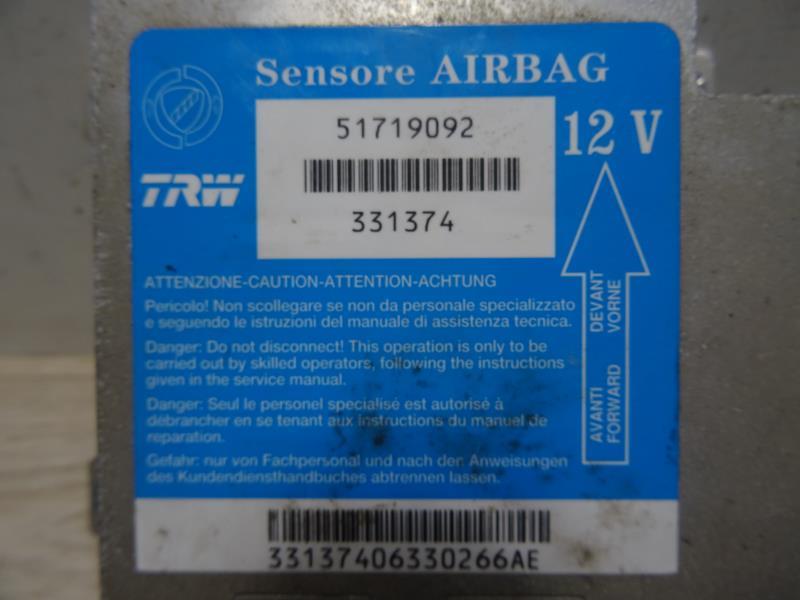 Sensore AIRBAG
51719092
12 V
TRW
331374
ATTENZIONE-CAUTION-ATTENTION-ACHTUNG
Pericolo! Non scollegare se non da personale specializzato
e seguendo le istruzioni del manuale di assistenza tecnica.
Danger: Do not disconnect! This operation is only to be
carried out by skilled operators, following the instructions
given in the service manual.
Danger: Seul le personel specialisé est autorisé à
débrancher en se tenant aux instructions du manuel de
reparation.
Gefahr: nur von Fachpersonal und nach den Anweisungen
des Kundendiensthandbuches abtrennen lassen.
AVANTI DEVANT
FORWARD VORNE
33137406330266AE